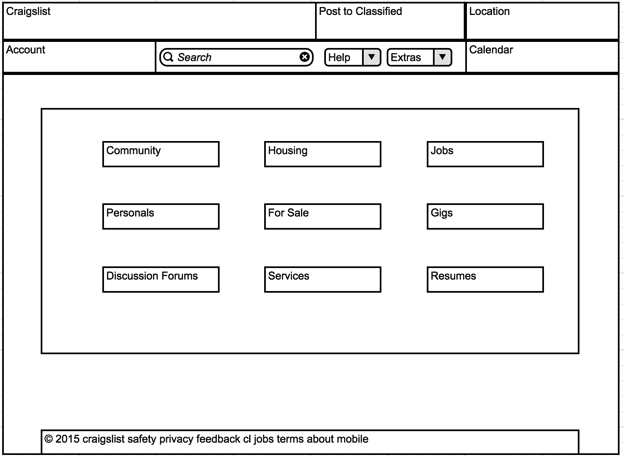 Craigslist
Post to Classified
Location
Account
Search
Help
Extras
Calendar
Community
Housing
Jobs
Personals
For Sale
Gigs
Discussion Forums
Services
Resumes
© 2015 craigslist safety privacy feedback cl jobs terms about mobile